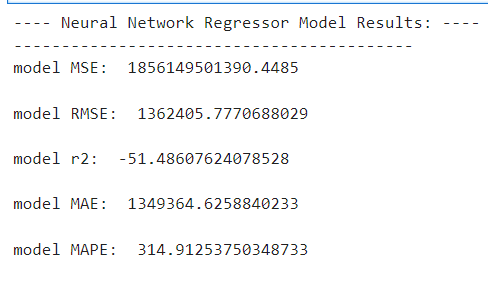 ---- Neural Network Regressor Model Results: ----
------------------------------------------
model MSE:  1856149501390.4485
model RMSE:  1362405.7770688029
model r2:  -51.48607624078528
model MAE:  1349364.6258840233
model MAPE:  314.91253750348733